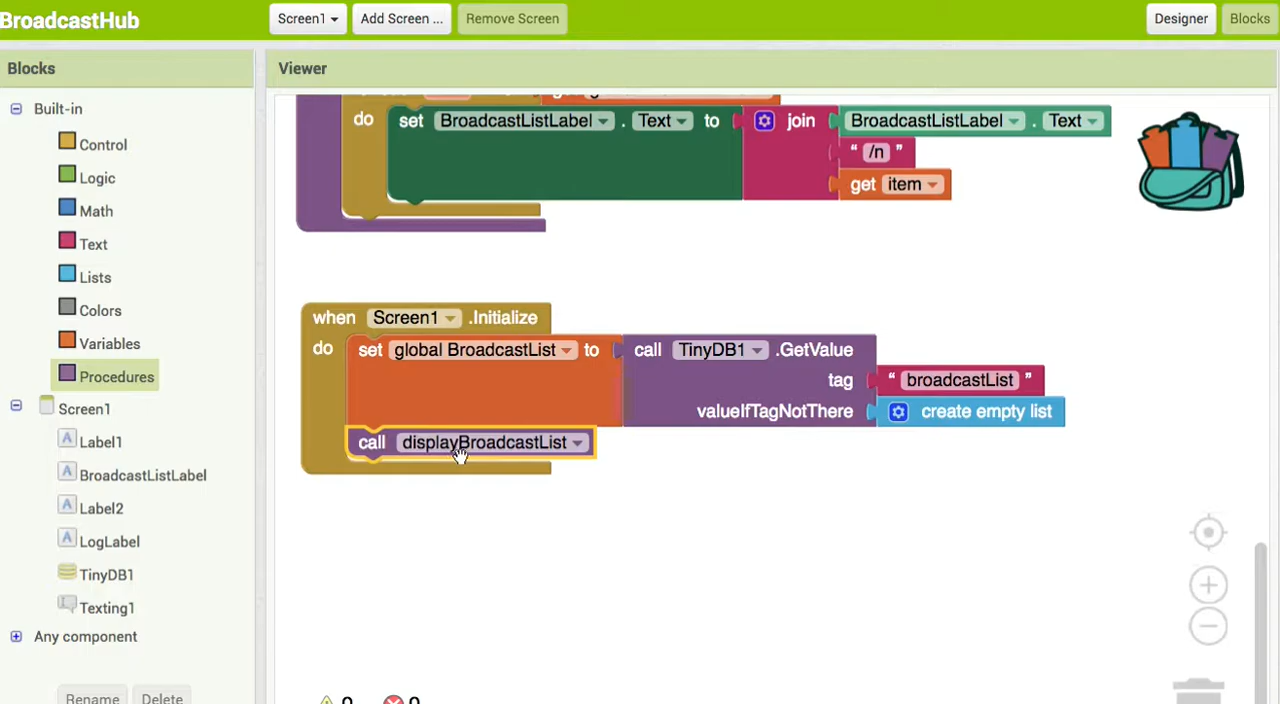 BroadcastHub
Screen1 Add Screen ... Remove Screen Designer Blocks
Blocks
Viewer
Built-in
Control
Logic
Math
Text
Lists
Colors
Variables
Procedures
Screen1
Label1
BroadcastListLabel
Label2
LogLabel
TinyDB1
Texting1
Any component
Rename Delete
do set BroadcastListLabel . Text to join BroadcastListLabel . Text
“ /n ”
get item
when Screen1 .Initialize
do set global BroadcastList to call TinyDB1 .GetValue
tag “ broadcastList ”
valueIfTagNotThere create empty list
call displayBroadcastList
0 0